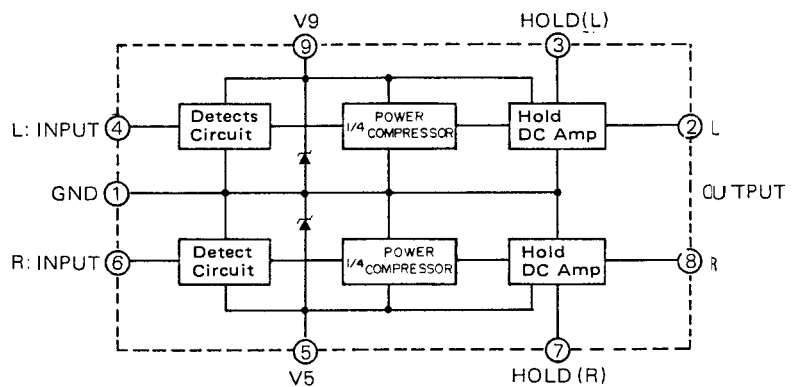 V9
HOLD(L)
9
3
Detects
Circuit
1/4 POWER
COMPRESSOR
Hold
DC Amp
L: INPUT 4
2 L
GND 1
OUTPUT
R: INPUT 6
Detect
Circuit
1/4 POWER
COMPRESSOR
Hold
DC Amp
8 R
5
7
V5
HOLD (R)